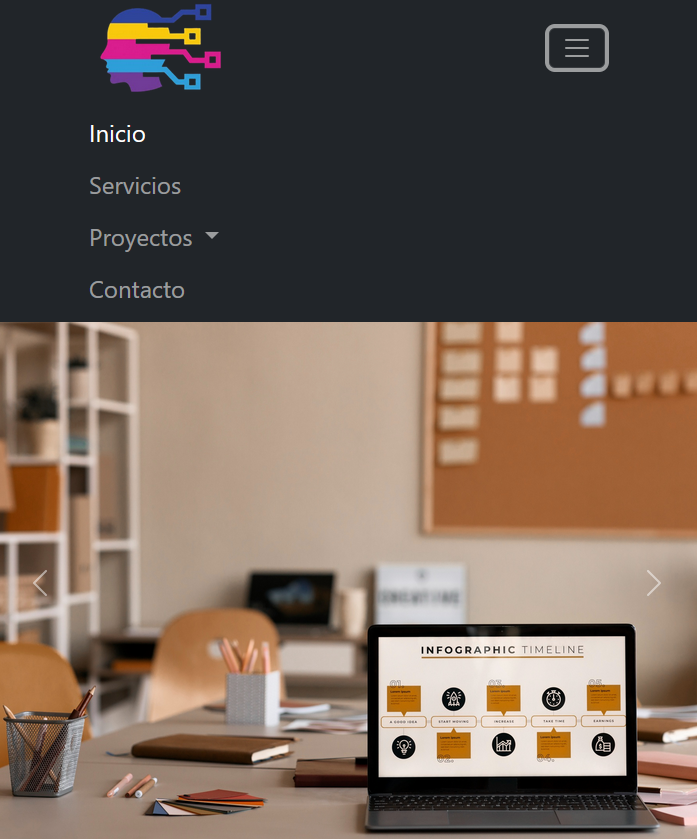 Inicio
Servicios
Proyectos
Contacto
CREATIVE
INFOGRAPHIC TIMELINE
01.
03.
05.
A GOOD IDEA
START MOVING
INCREASE
TAKE TIME
EARNINGS
02.
04.